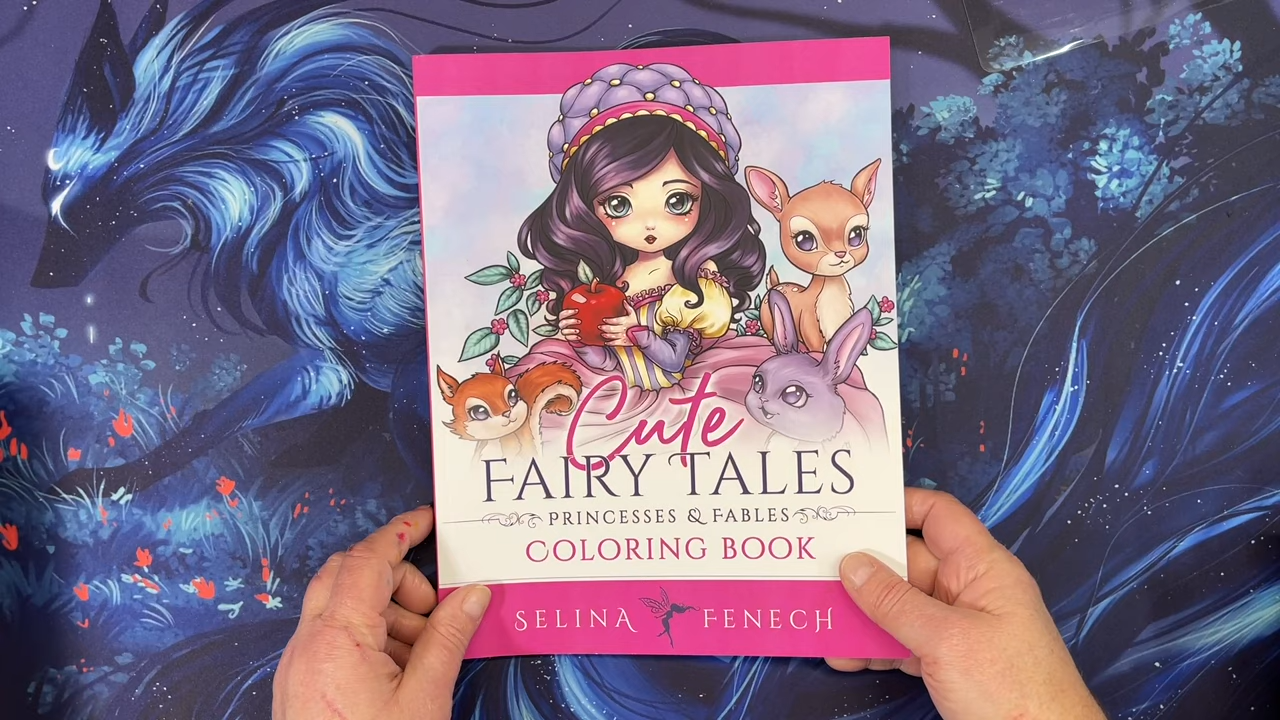 Cute
FAIRY TALES
PRINCESSES & FABLES
COLORING BOOK
SELINA FENECH